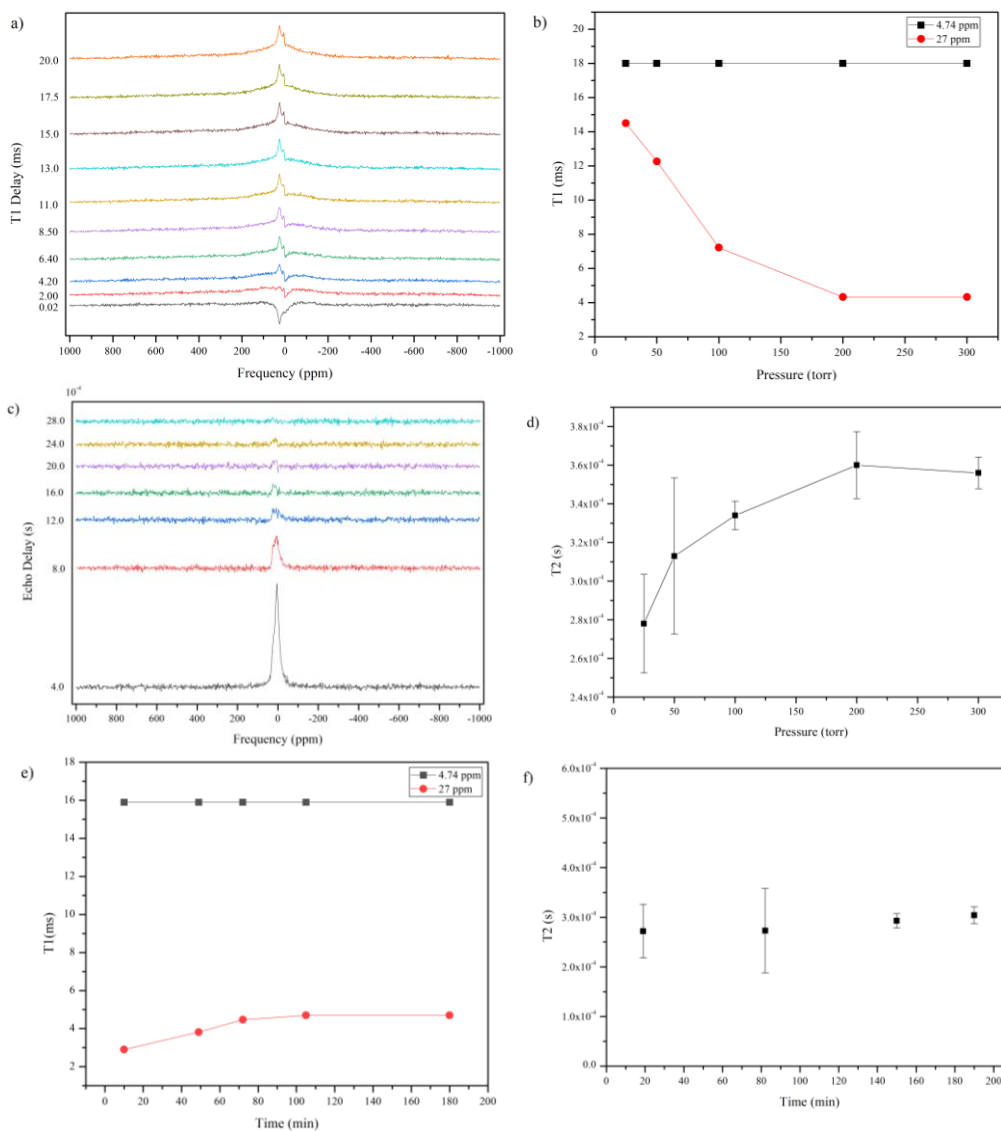 a)
20.0
17.5
15.0
13.0
11.0
8.50
6.40
4.20
2.00
0.02
T1 Delay (ms)
1000 800 600 400 200 0 -200 -400 -600 -800 -1000
Frequency (ppm)
b)
4.74 ppm
27 ppm
20
18
16
14
12
10
8
6
4
2
T1 (ms)
0 50 100 150 200 250 300
Pressure (torr)
c)
10⁻⁴
28.0
24.0
20.0
16.0
12.0
8.0
4.0
Echo Delay (s)
1000 800 600 400 200 0 -200 -400 -600 -800 -1000
Frequency (ppm)
d)
3.8x10⁻⁴
3.6x10⁻⁴
3.4x10⁻⁴
3.2x10⁻⁴
3.0x10⁻⁴
2.8x10⁻⁴
2.6x10⁻⁴
2.4x10⁻⁴
T2 (s)
0 50 100 150 200 250 300
Pressure (torr)
e)
4.74 ppm
27 ppm
18
16
14
12
10
8
6
4
2
T1(ms)
0 20 40 60 80 100 120 140 160 180 200
Time (min)
f)
6.0x10⁻⁴
5.0x10⁻⁴
4.0x10⁻⁴
3.0x10⁻⁴
2.0x10⁻⁴
1.0x10⁻⁴
0.0
T2 (s)
0 20 40 60 80 100 120 140 160 180 200
Time (min)